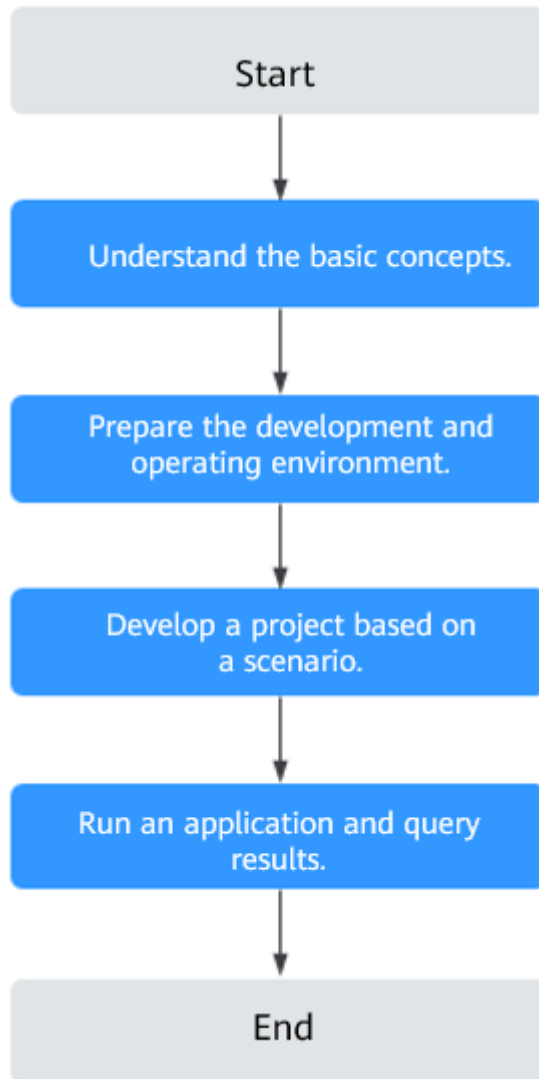 Start
Understand the basic concepts.
Prepare the development and
operating environment.
Develop a project based on
a scenario.
Run an application and query
results.
End